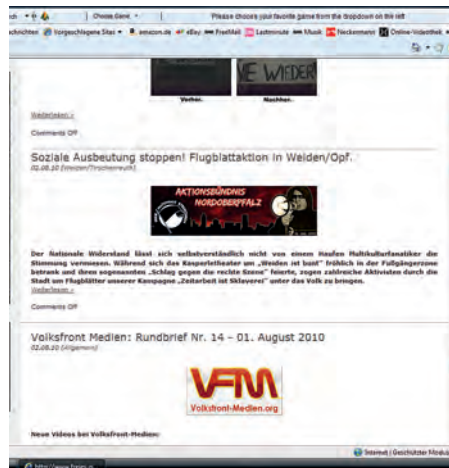 Choose Game
Please choose your favorite game from the dropdown on the left
Vorgeschlagene Sites amazon.de eBay FreeMail Lastminute Musik Neckermann Online-Videothek
VE WIEDER
Vorher. Nachher.
Weiterlesen »
Comments Off
Soziale Ausbeutung stoppen! Flugblattaktion in Weiden/Opf.
02.08.10 (Weiden/Tirschenreuth)
AKTIONSBÜNDNIS
NORDOBERPFALZ
Der Nationale Widerstand lässt sich selbstverständlich nicht von einem Haufen Multikulturfanatiker die
Stimmung vermiesen. Während sich das Kasperletheater um „Weiden ist bunt“ fröhlich in der Fußgängerzone
betrank und ihren sogenannten „Schlag gegen die rechte Szene“ feierte, zogen zahlreiche Aktivisten durch die
Stadt um Flugblätter unserer Kampagne „Zeitarbeit ist Sklaverei“ unter das Volk zu bringen.
Weiterlesen »
Comments Off
Volksfront Medien: Rundbrief Nr. 14 – 01. August 2010
02.08.10 (Allgemein)
VFM
Volksfront-Medien.org
Neue Videos bei Volksfront-Medien:
Internet | Geschützter Modus